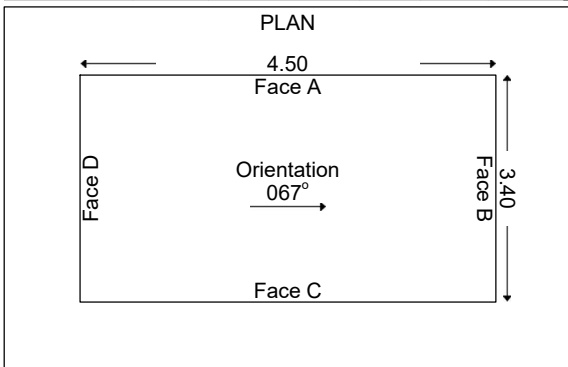 PLAN
4.50
Face A
Face D
Orientation
067°
Face B
3.40
Face C